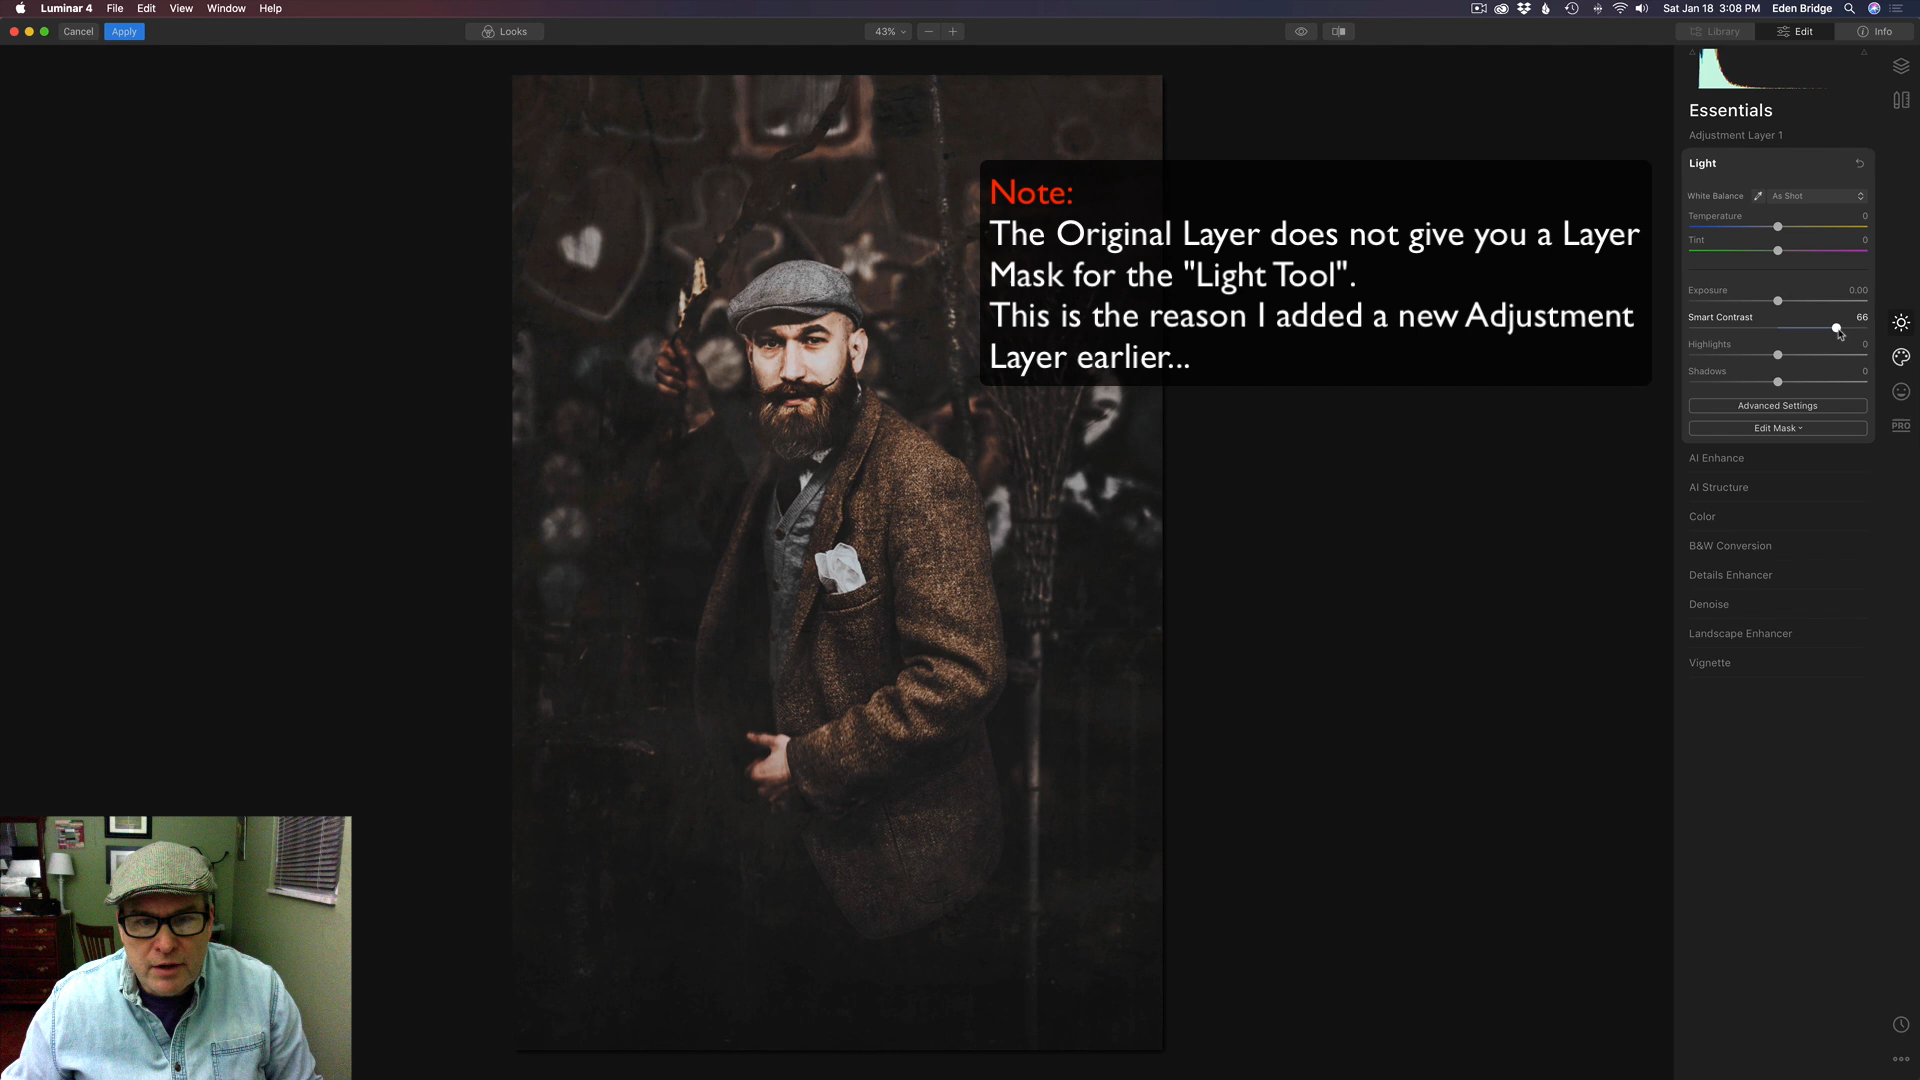 Luminar 4 File Edit View Window Help
Sat Jan 18 3:08 PM Eden Bridge
Cancel Apply Looks 43% Library Edit Info
Essentials
Adjustment Layer 1
Light
White Balance As Shot
Temperature 0
Tint 0
Exposure 0.00
Smart Contrast 66
Highlights 0
Shadows 0
Advanced Settings
Edit Mask
AI Enhance
AI Structure
Color
B&W Conversion
Details Enhancer
Denoise
Landscape Enhancer
Vignette
PRO
Note:
The Original Layer does not give you a Layer
Mask for the "Light Tool".
This is the reason I added a new Adjustment
Layer earlier...